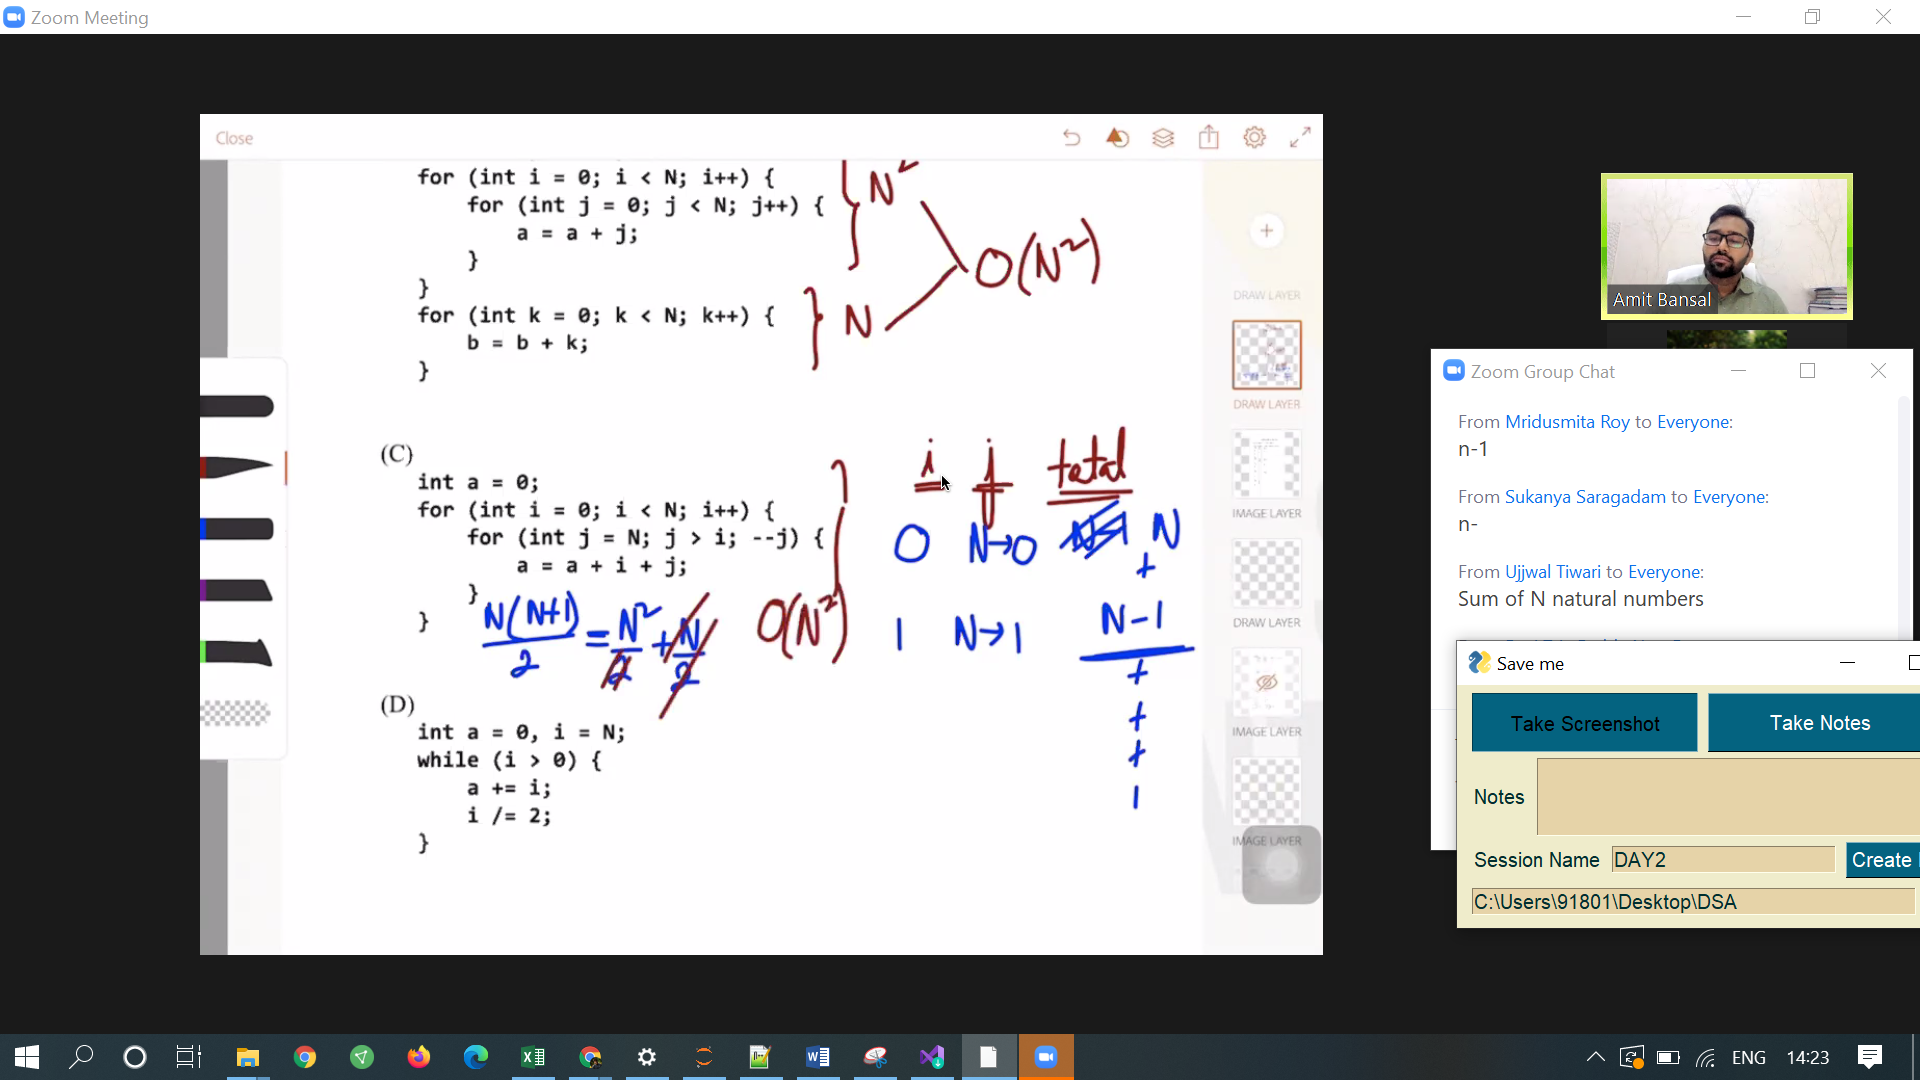 Zoom Meeting
Close
for (int i = 0; i < N; i++) {
for (int j = 0; j < N; j++) {
a = a + j;
}
}
for (int k = 0; k < N; k++) {
b = b + k;
}
N²
N
O(N²)
(C)
int a = 0;
for (int i = 0; i < N; i++) {
for (int j = N; j > i; --j) {
a = a + i + j;
}
}
N(N+1)/2 = N²/2 + N/2
O(N²)
i j total
0 N→0 N
+
1 N→1 N-1
+
+
+
1
(D)
int a = 0, i = N;
while (i > 0) {
a += i;
i /= 2;
}
DRAW LAYER
DRAW LAYER
IMAGE LAYER
DRAW LAYER
IMAGE LAYER
IMAGE LAYER
Amit Bansal
Zoom Group Chat
From Mridusmita Roy to Everyone:
n-1
From Sukanya Saragadam to Everyone:
n-
From Ujjwal Tiwari to Everyone:
Sum of N natural numbers
Save me
Take Screenshot
Take Notes
Notes
Session Name DAY2 Create
C:\Users\91801\Desktop\DSA
ENG 14:23